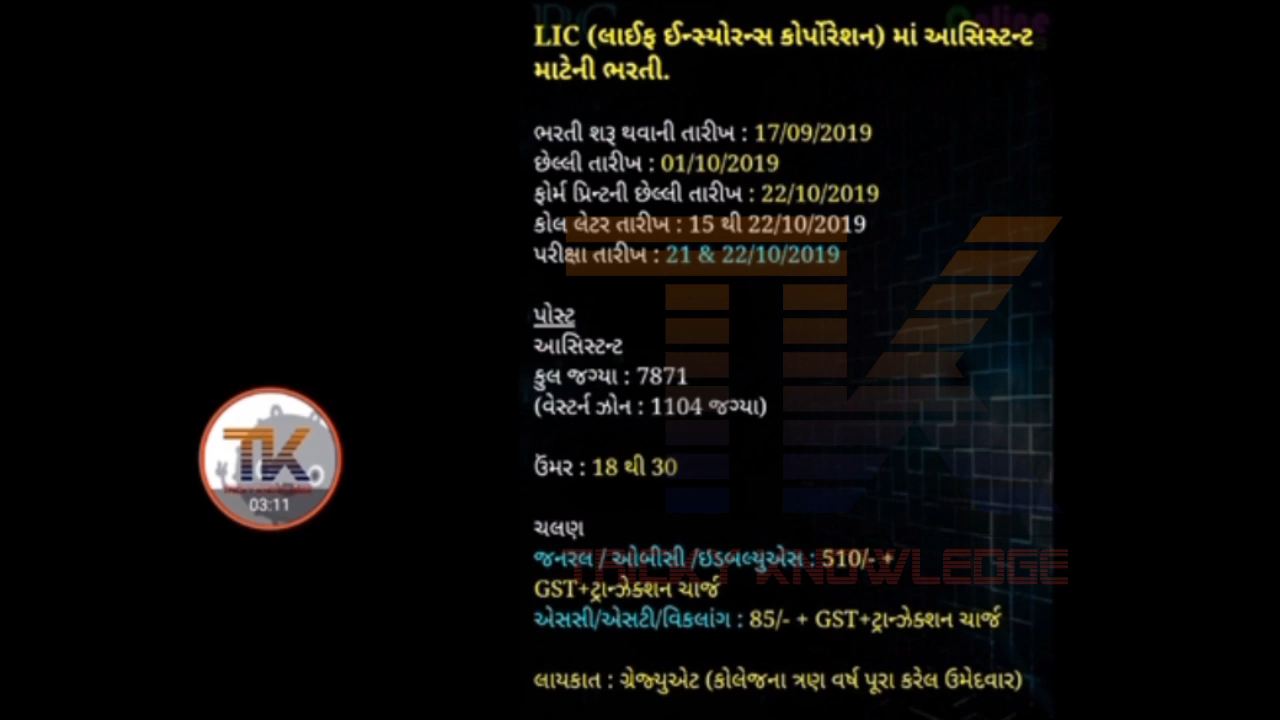 LIC (લાઈફ ઈન્સ્યોરન્સ કોર્પોરેશન) માં આસિસ્ટન્ટ
માટેની ભરતી.
ભરતી શરૂ થવાની તારીખ : 17/09/2019
છેલ્લી તારીખ : 01/10/2019
ફોર્મ પ્રિન્ટની છેલ્લી તારીખ : 22/10/2019
કોલ લેટર તારીખ : 15 થી 22/10/2019
પરીક્ષા તારીખ : 21 & 22/10/2019
પોસ્ટ
આસિસ્ટન્ટ
કુલ જગ્યા : 7871
(વેસ્ટર્ન ઝોન : 1104 જગ્યા)
ઉંમર : 18 થી 30
ચલણ
જનરલ / ઓબીસી /ઇડબલ્યુએસ : 510/- +
GST+ટ્રાન્ઝેક્શન ચાર્જ
એસસી/એસટી/વિકલાંગ : 85/- + GST+ટ્રાન્ઝેક્શન ચાર્જ
લાયકાત : ગ્રેજ્યુએટ (કોલેજના ત્રણ વર્ષ પૂરા કરેલ ઉમેદવાર)
TK
03:11
TK
TRICKY KNOWLEDGE